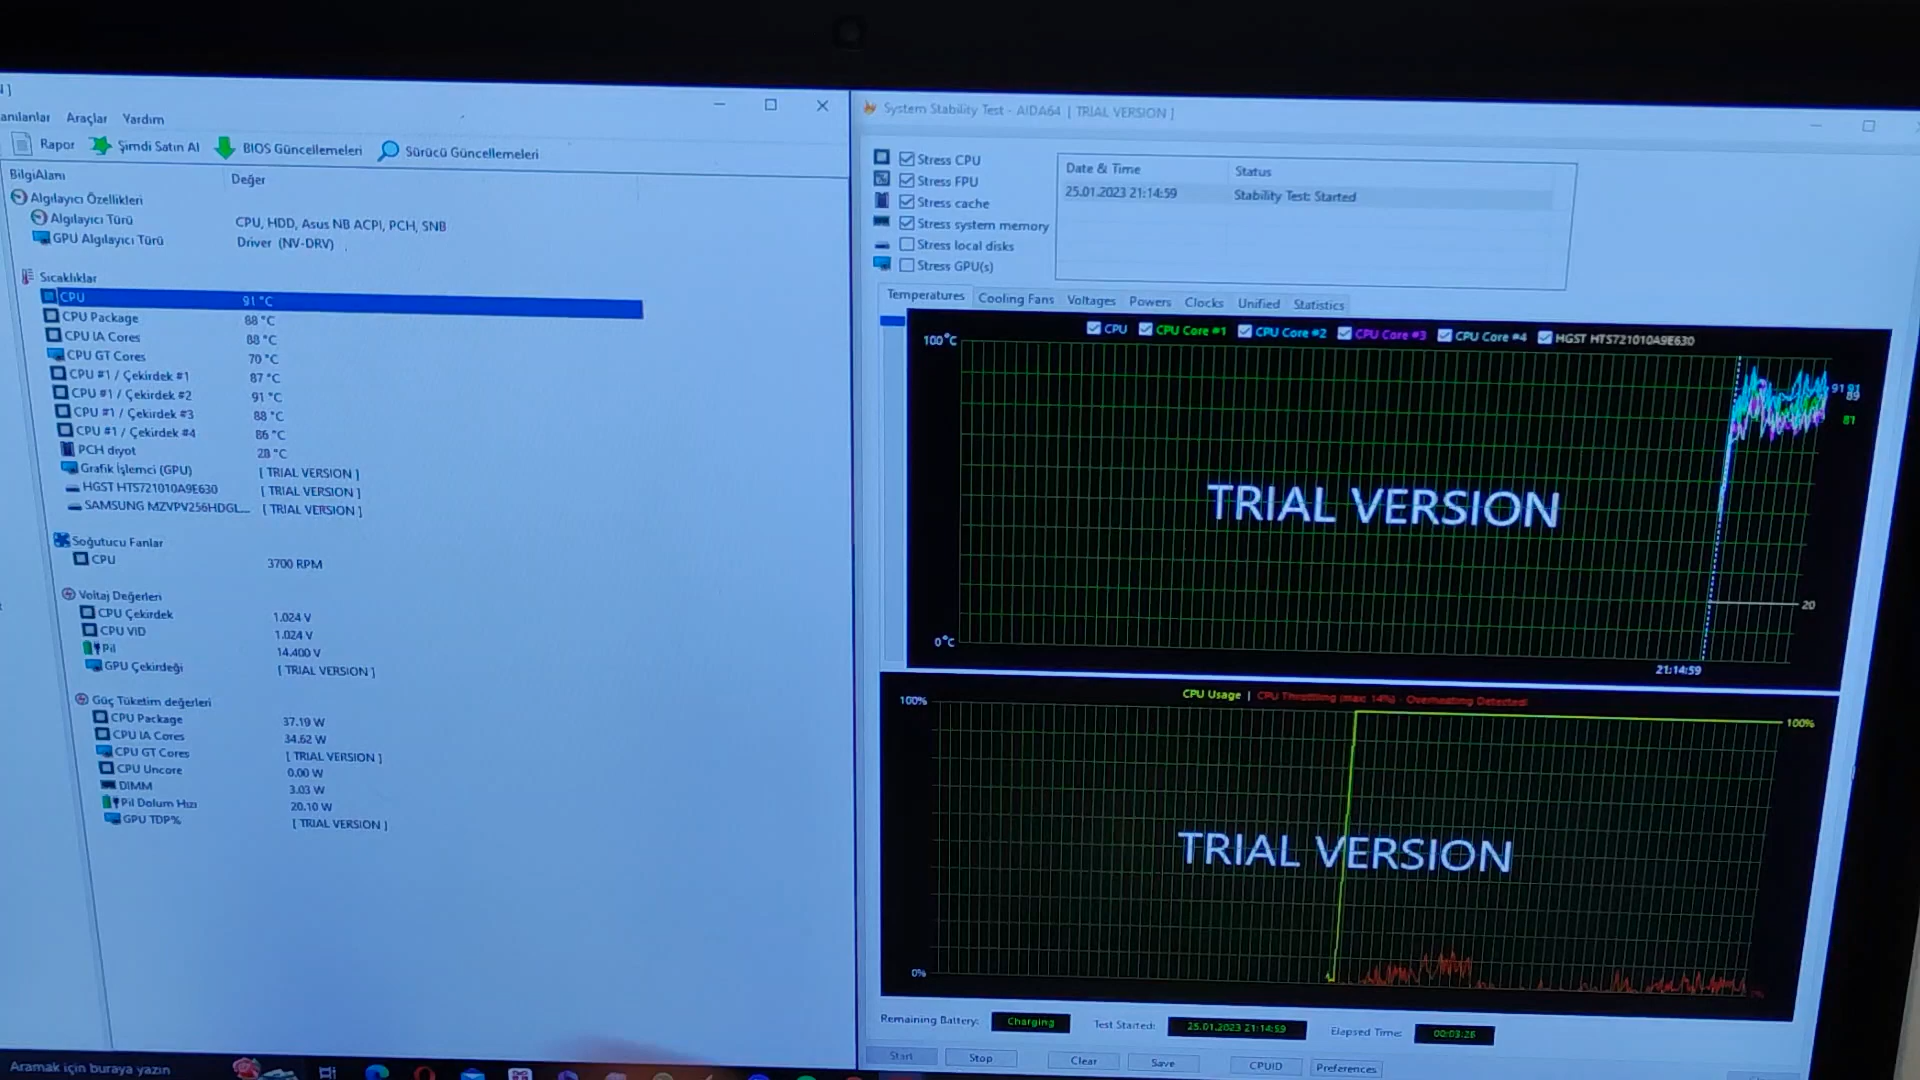 anılanlar Araçlar Yardım
Rapor Şimdi Satın Al BIOS Güncellemeleri Sürücü Güncellemeleri
BilgiAlanı Değer
Algılayıcı Özellikleri
Algılayıcı Türü CPU, HDD, Asus NB ACPI, PCH, SNB
GPU Algılayıcı Türü Driver (NV-DRV)
Sıcaklıklar
CPU 91 °C
CPU Package 88 °C
CPU IA Cores 88 °C
CPU GT Cores 70 °C
CPU #1 / Çekirdek #1 87 °C
CPU #1 / Çekirdek #2 91 °C
CPU #1 / Çekirdek #3 88 °C
CPU #1 / Çekirdek #4 86 °C
PCH diyot 28 °C
Grafik İşlemci (GPU) [ TRIAL VERSION ]
HGST HTS721010A9E630 [ TRIAL VERSION ]
SAMSUNG MZVPV256HDGL... [ TRIAL VERSION ]
Soğutucu Fanlar
CPU 3700 RPM
Voltaj Değerleri
CPU Çekirdek 1.024 V
CPU VID 1.024 V
Pil 14.400 V
GPU Çekirdeği [ TRIAL VERSION ]
Güç Tüketim değerleri
CPU Package 37.19 W
CPU IA Cores 34.62 W
CPU GT Cores [ TRIAL VERSION ]
CPU Uncore 0.00 W
DIMM 3.03 W
Pil Dolum Hızı 20.10 W
GPU TDP% [ TRIAL VERSION ]
Aramak için buraya yazın
System Stability Test - AIDA64 [ TRIAL VERSION ]
Stress CPU
Stress FPU
Stress cache
Stress system memory
Stress local disks
Stress GPU(s)
Date & Time Status
25.01.2023 21:14:59 Stability Test: Started
Temperatures Cooling Fans Voltages Powers Clocks Unified Statistics
CPU CPU Core #1 CPU Core #2 CPU Core #3 CPU Core #4 HGST HTS721010A9E630
100°C
89
81
TRIAL VERSION
20
0°C
21:14:59
CPU Usage | CPU Throttling (max: 14%) - Overheating Detected!
100% 100%
TRIAL VERSION
0%
Remaining Battery: Charging Test Started: 25.01.2023 21:14:59 Elapsed Time: 00:03:26
Start Stop Clear Save CPUID Preferences